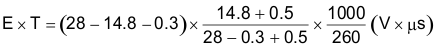 E × T = (28 − 14.8 − 0.3) × (14.8 + 0.5)/(28 − 0.3 + 0.5) × 1000/260 (V × μs)